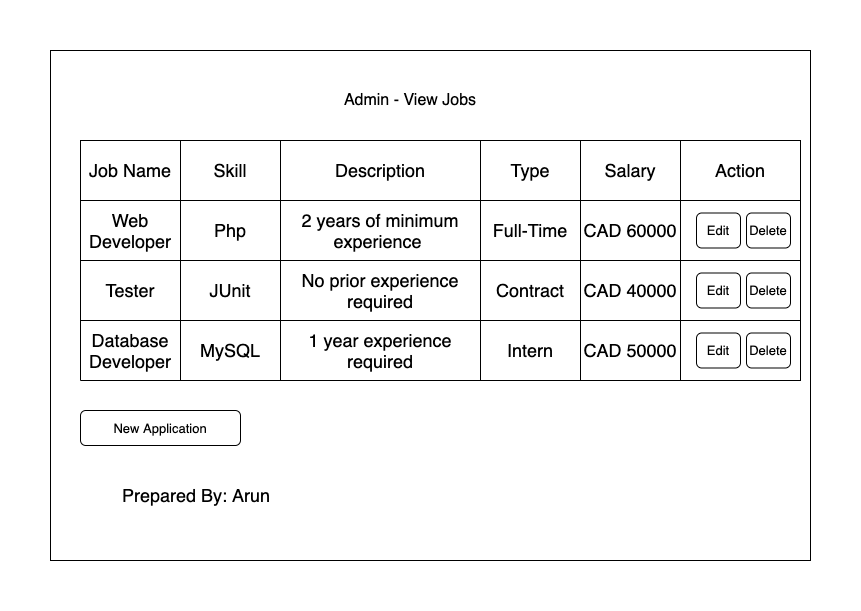 Admin - View Jobs
Job Name Skill Description Type Salary Action
Web Developer Php 2 years of minimum experience Full-Time CAD 60000 Edit Delete
Tester JUnit No prior experience required Contract CAD 40000 Edit Delete
Database Developer MySQL 1 year experience required Intern CAD 50000 Edit Delete
New Application
Prepared By: Arun